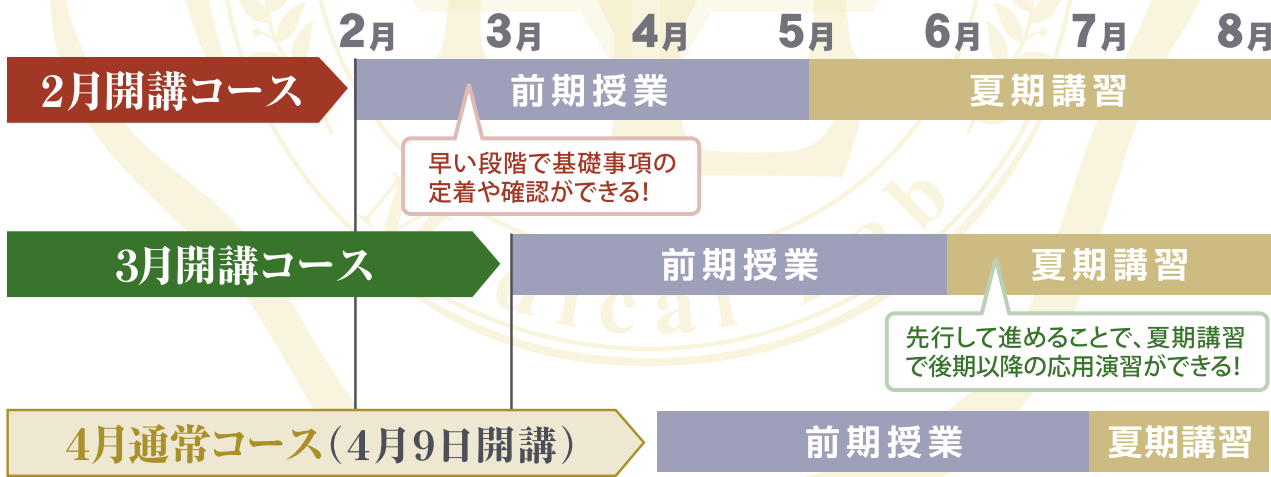 2月 3月 4月 5月 6月 7月 8月
2月開講コース 前期授業 夏期講習
早い段階で基礎事項の
定着や確認ができる!
3月開講コース 前期授業 夏期講習
先行して進めることで、夏期講習
で後期以降の応用演習ができる!
4月通常コース(4月9日開講) 前期授業 夏期講習